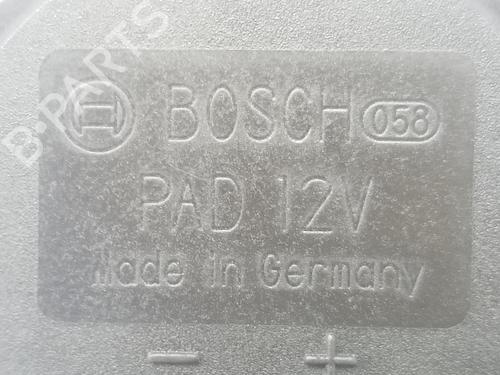 B-PARTS
BOSCH 058
PAD 12V
Made in Germany
- +